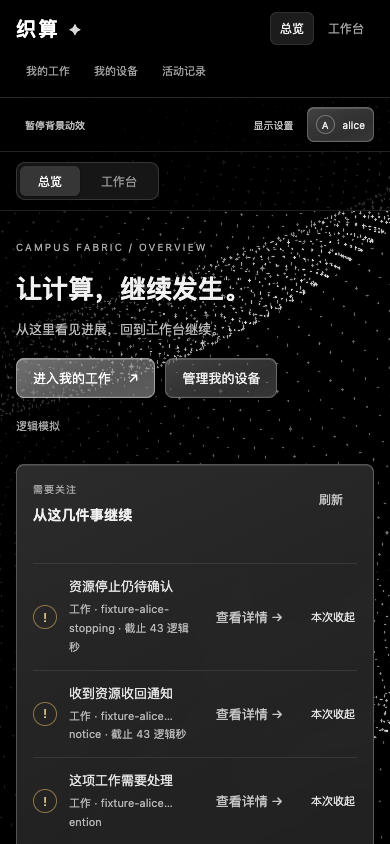 织算 ✦
总览 工作台
我的工作 我的设备 活动记录
暂停背景动效 显示设置 A alice
总览 工作台
CAMPUS FABRIC / OVERVIEW
让计算，继续发生。
从这里看见进展，回到工作台继续。
进入我的工作 ↗ 管理我的设备
逻辑模拟
需要关注
从这几件事继续
刷新
资源停止仍待确认
工作 · fixture-alice-
stopping · 截止 43 逻辑
秒
! 查看详情 → 本次收起
收到资源收回通知
工作 · fixture-alice…
notice · 截止 43 逻辑秒
! 查看详情 → 本次收起
这项工作需要处理
工作 · fixture-alice…
ention
! 查看详情 → 本次收起